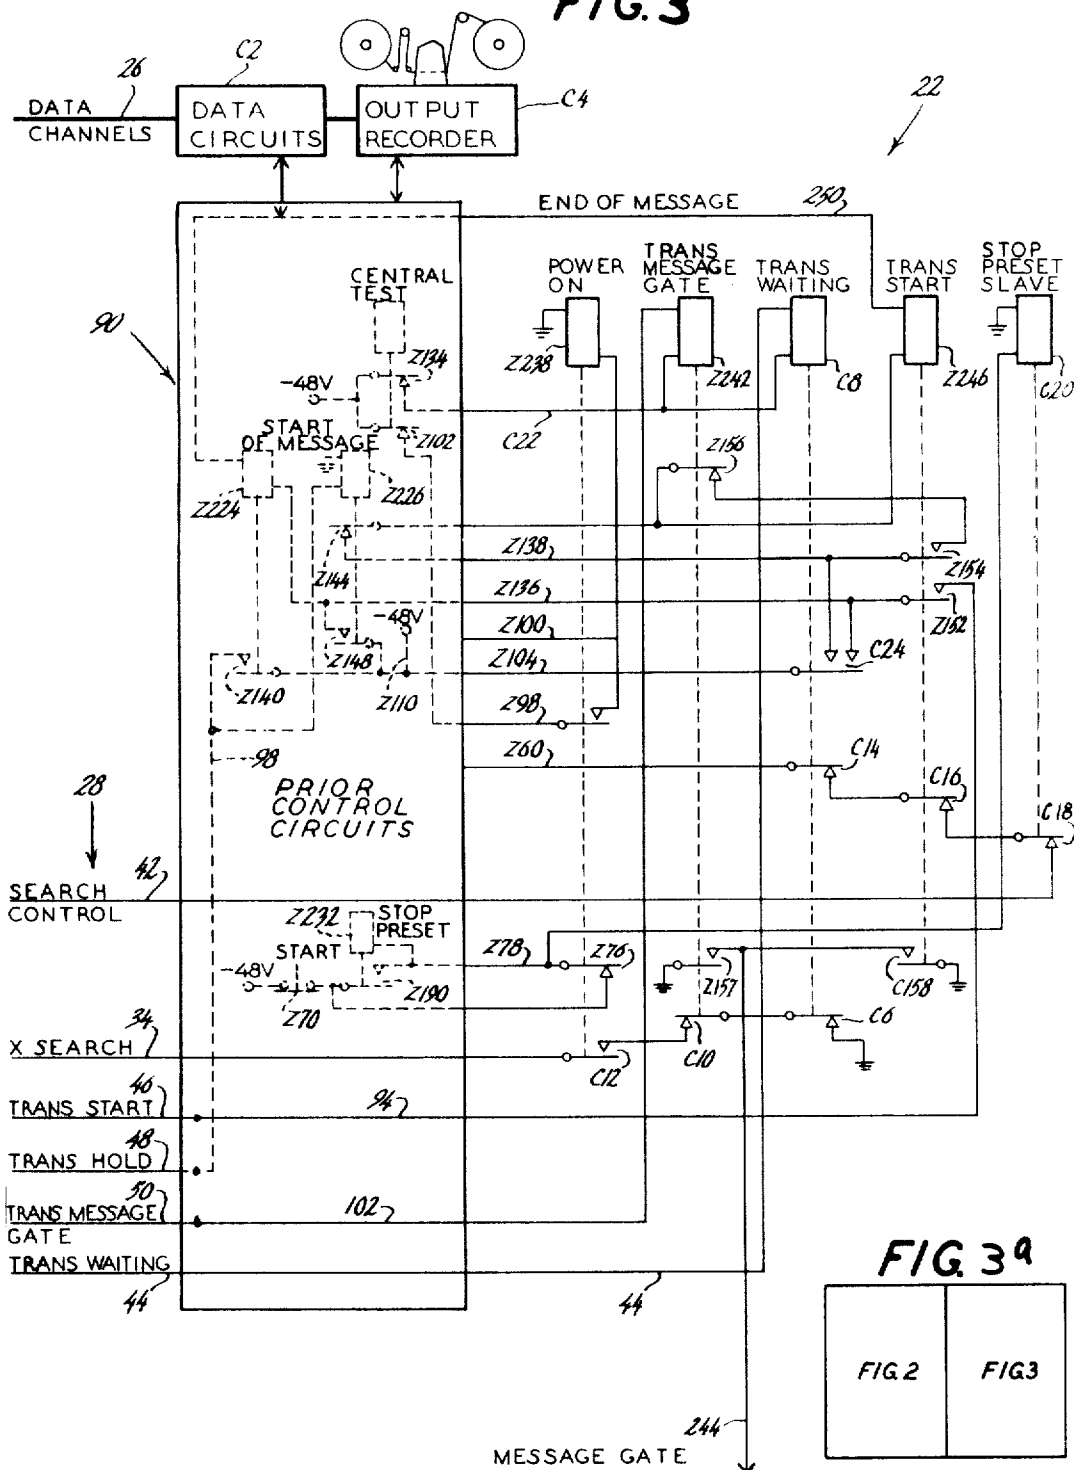 FIG. 3
26
C2
C4
22
DATA
CHANNELS
DATA
CIRCUITS
OUTPUT
RECORDER
END OF MESSAGE
250
CENTRAL
TEST
POWER
ON
TRANS
MESSAGE
GATE
TRANS
WAITING
TRANS
START
STOP
PRESET
SLAVE
90
Z134
-48V
Z238
Z242
C8
Z246
C20
START
OF MESSAGE
Z102
C22
Z156
Z224
Z226
Z144
Z138
Z154
Z136
Z152
-48V
Z100
Z148
Z104
C24
Z140
Z110
Z98
98
Z60
C14
PRIOR
CONTROL
CIRCUITS
C16
28
C18
42
SEARCH
CONTROL
Z232
STOP
PRESET
START
Z78
Z76
-48V
Z190
Z157
C158
Z70
34
C6
X SEARCH
C12
C10
46
TRANS START
94
48
TRANS HOLD
50
TRANS MESSAGE
GATE
102
TRANS WAITING
44
44
FIG. 3a
FIG. 2
FIG. 3
244
MESSAGE GATE